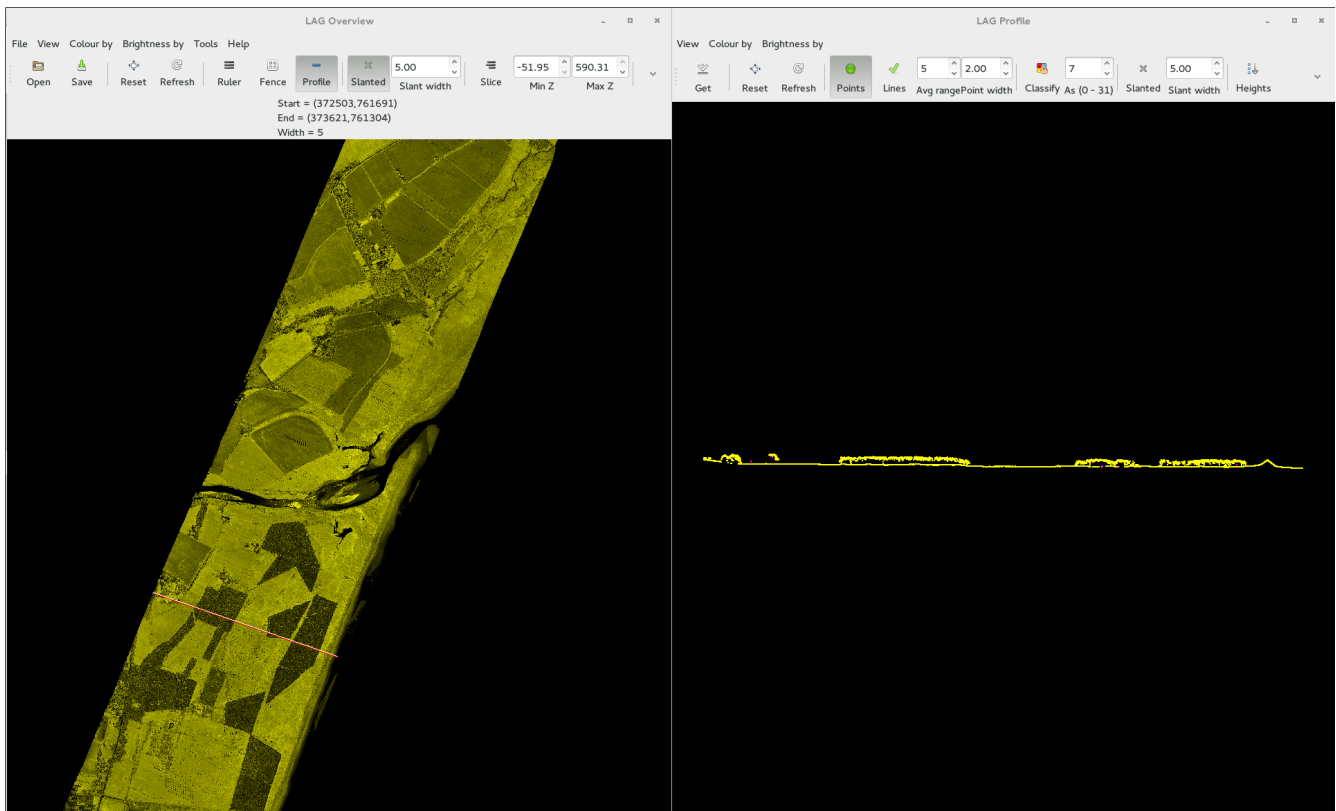 LAG Overview
File View Colour by Brightness by Tools Help
Open Save Reset Refresh Ruler Fence Profile Slanted 5.00 Slant width Slice -51.95 Min Z 590.31 Max Z
Start = (372503,761691)
End = (373621,761304)
Width = 5
LAG Profile
View Colour by Brightness by
Get Reset Refresh Points Lines 5 Avg range 2.00 Point width Classify 7 As (0 - 31) Slanted 5.00 Slant width Heights